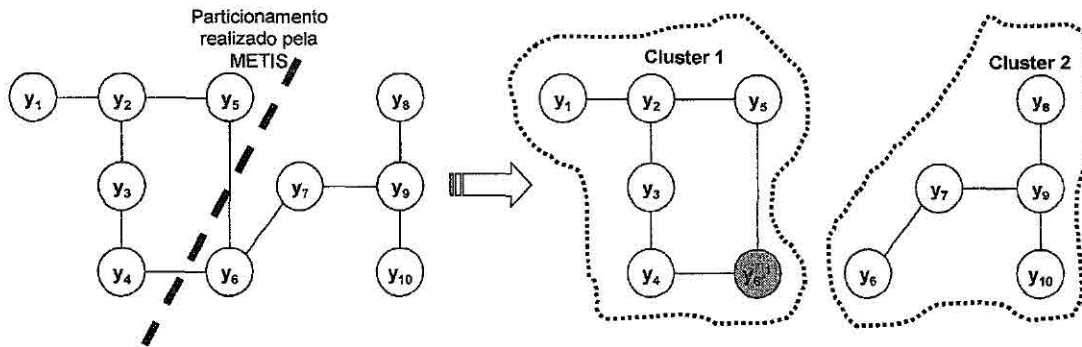 Particionamento
realizado pela
METIS
y₁ y₂ y₅ y₈
y₃ y₇ y₉
y₄ y₆ y₁₀
Cluster 1
y₁ y₂ y₅
y₃
y₄
Cluster 2
y₈
y₇ y₉
y₆ y₁₀